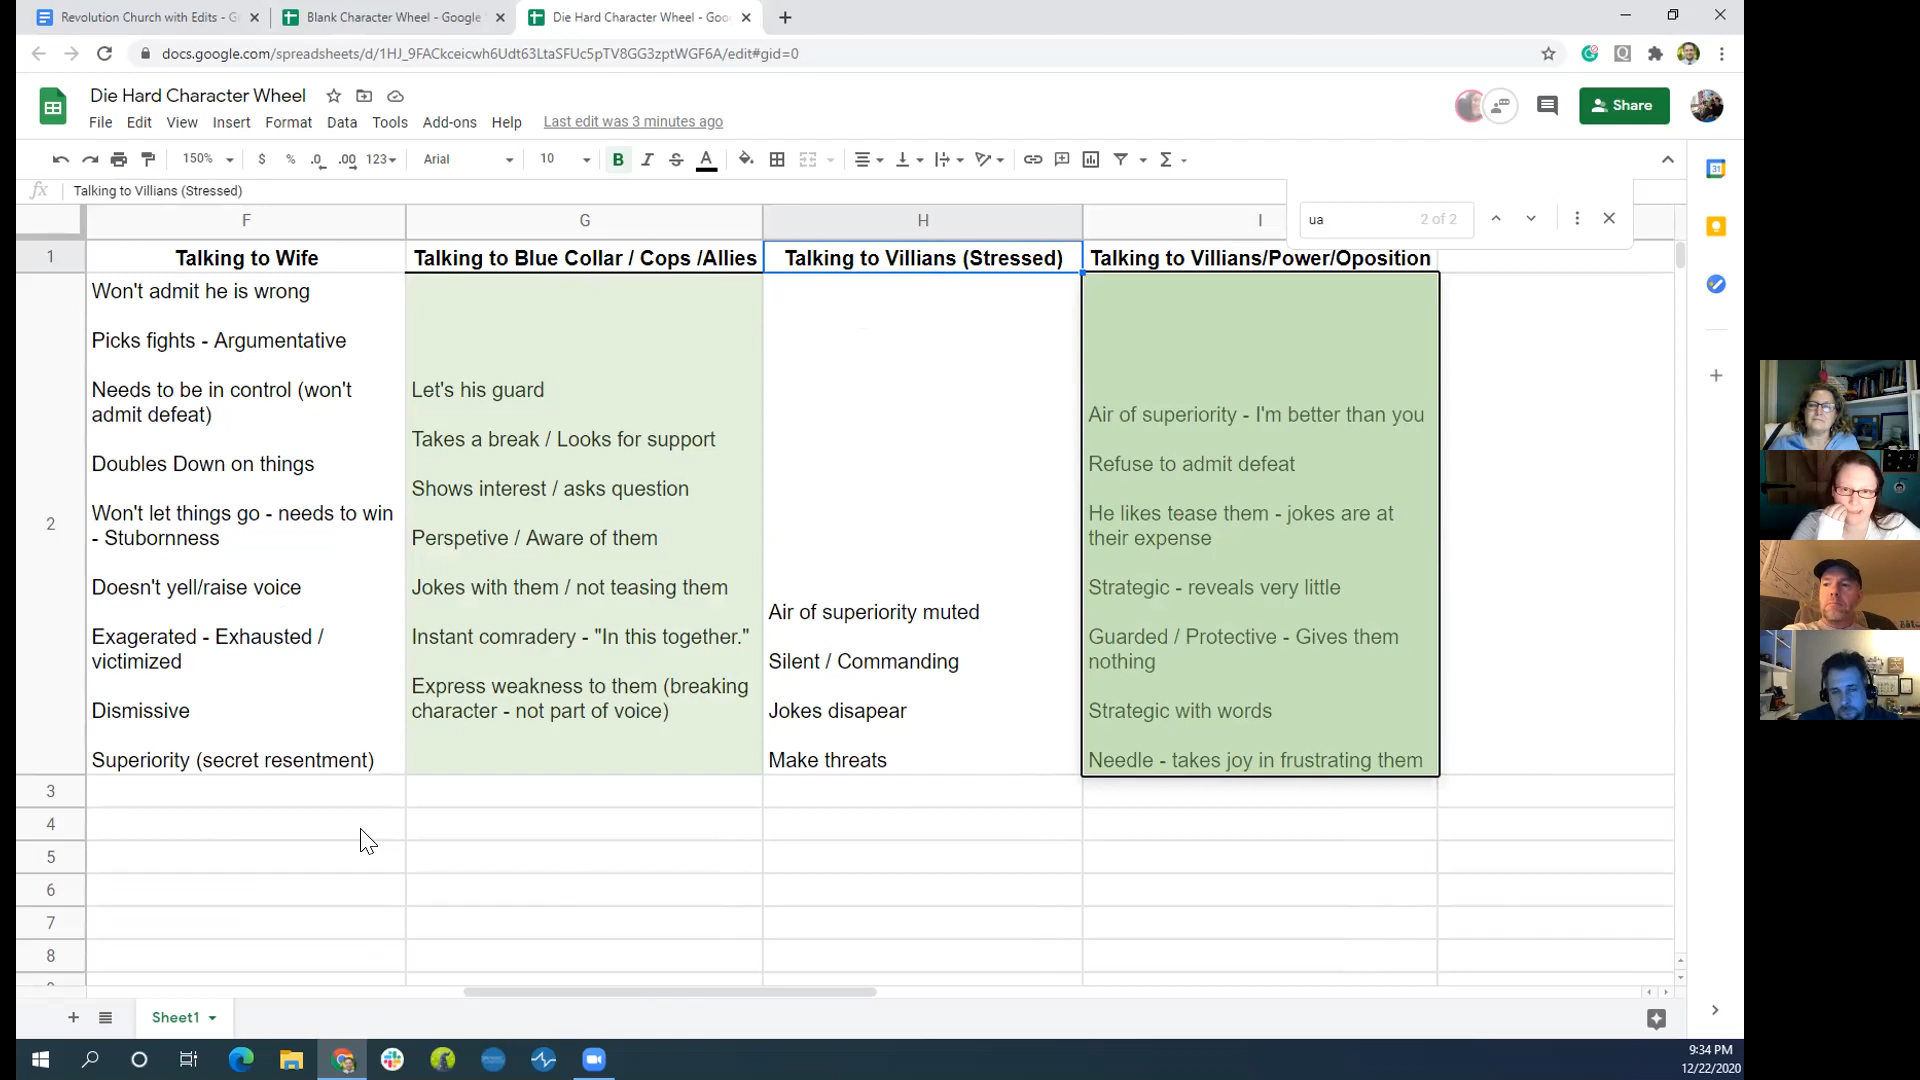 Revolution Church with Edits - G
Blank Character Wheel - Google
Die Hard Character Wheel - Goo
docs.google.com/spreadsheets/d/1HJ_9FACkceicwh6Udt63LtaSFUc5pTV8GG3zptWGF6A/edit#gid=0
Die Hard Character Wheel
Share
File Edit View Insert Format Data Tools Add-ons Help Last edit was 3 minutes ago
150% $ % .0 .00 123 Arial 10 B I S A
fx Talking to Villians (Stressed)
ua 2 of 2
F G H I
1 Talking to Wife Talking to Blue Collar / Cops /Allies Talking to Villians (Stressed) Talking to Villians/Power/Oposition
2
Won't admit he is wrong
Picks fights - Argumentative
Needs to be in control (won't
admit defeat)
Doubles Down on things
Won't let things go - needs to win
- Stubornness
Doesn't yell/raise voice
Exagerated - Exhausted /
victimized
Dismissive
Superiority (secret resentment)
Let's his guard
Takes a break / Looks for support
Shows interest / asks question
Perspetive / Aware of them
Jokes with them / not teasing them
Instant comradery - "In this together."
Express weakness to them (breaking
character - not part of voice)
Air of superiority muted
Silent / Commanding
Jokes disapear
Make threats
Air of superiority - I'm better than you
Refuse to admit defeat
He likes tease them - jokes are at
their expense
Strategic - reveals very little
Guarded / Protective - Gives them
nothing
Strategic with words
Needle - takes joy in frustrating them
3
4
5
6
7
8
Sheet1
31
9:34 PM
12/22/2020